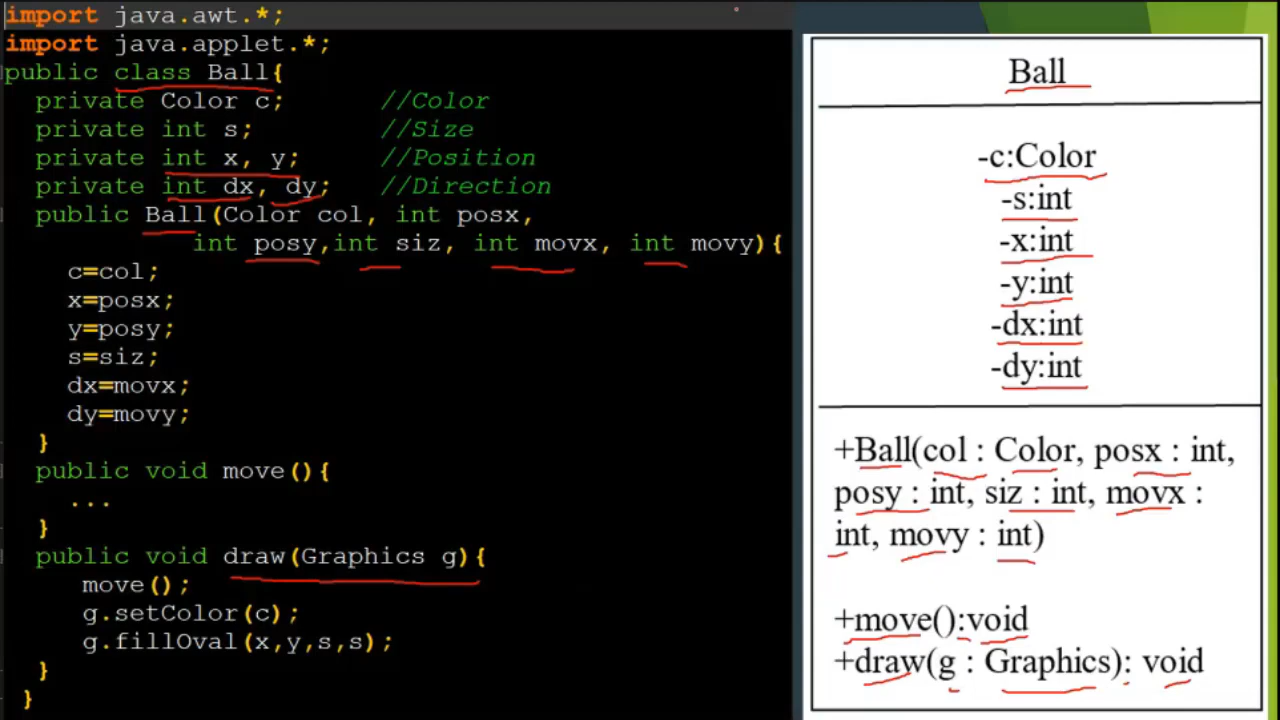 import java.awt.*;
import java.applet.*;
public class Ball{
  private Color c;      //Color
  private int s;        //Size
  private int x, y;     //Position
  private int dx, dy;   //Direction
  public Ball(Color col, int posx,
            int posy,int siz, int movx, int movy){
    c=col;
    x=posx;
    y=posy;
    s=siz;
    dx=movx;
    dy=movy;
  }
  public void move(){
    ...
  }
  public void draw(Graphics g){
     move();
     g.setColor(c);
     g.fillOval(x,y,s,s);
  }
 }
Ball
-c:Color
-s:int
-x:int
-y:int
-dx:int
-dy:int
+Ball(col : Color, posx : int,
posy : int, siz : int, movx :
int, movy : int)
+move():void
+draw(g : Graphics): void